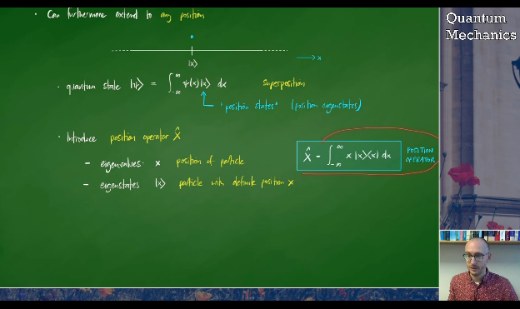 · Can furthermore extend to any position
|x⟩
x
· quantum state |ψ⟩ = ∫_{-∞}^{∞} ψ(x)|x⟩ dx superposition
"position states" (position eigenstates)
· Introduce position operator X̂
- eigenvalues: x position of particle
- eigenstates |x⟩ particle with definite position x
X̂ = ∫_{-∞}^{∞} x |x⟩⟨x| dx
POSITION OPERATOR
Quantum
Mechanics